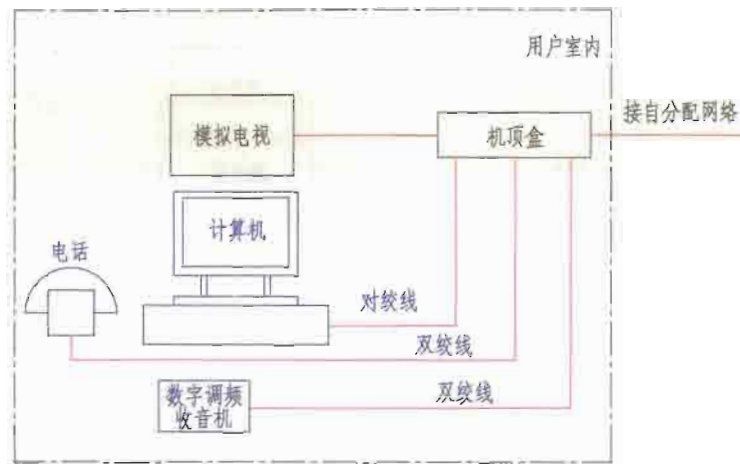 用户室内
接自分配网络
模拟电视
机顶盒
计算机
电话
对绞线
双绞线
数字调频
收音机
双绞线